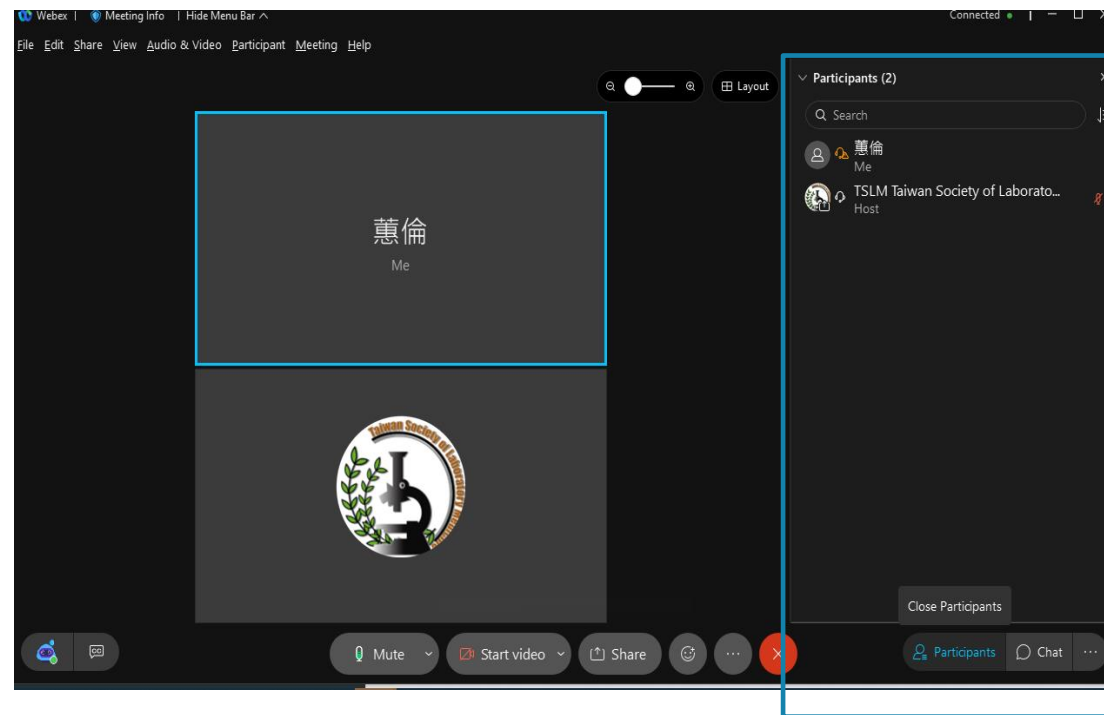 Webex | Meeting Info | Hide Menu Bar
Connected
File Edit Share View Audio & Video Participant Meeting Help
Layout
Participants (2)
Search
蕙倫
Me
TSLM Taiwan Society of Laborato...
Host
蕙倫
Me
Taiwan Society of Laboratory
Close Participants
CC
Mute
Start video
Share
Participants
Chat